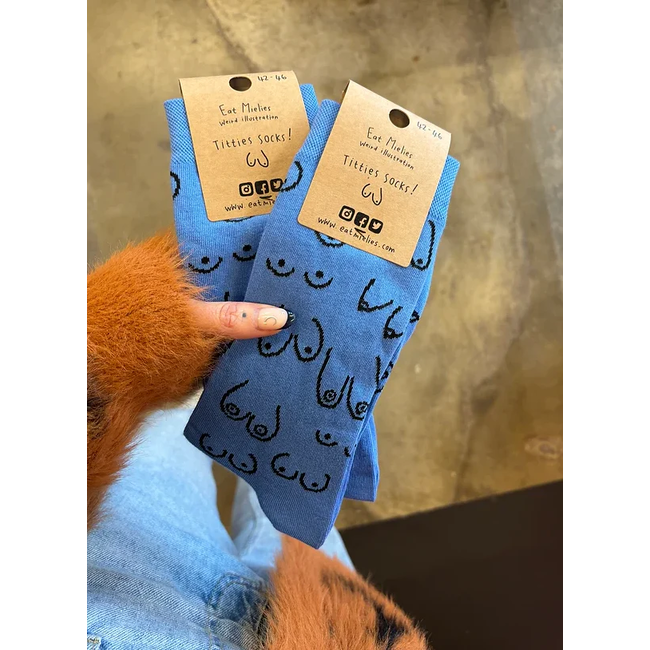 42-46
Eat Mielies
weird illustration
Titties Socks!
www.eatmielies.com
42-46
Eat Mielies
weird illustration
Titties Socks!
www.eatmielies.com